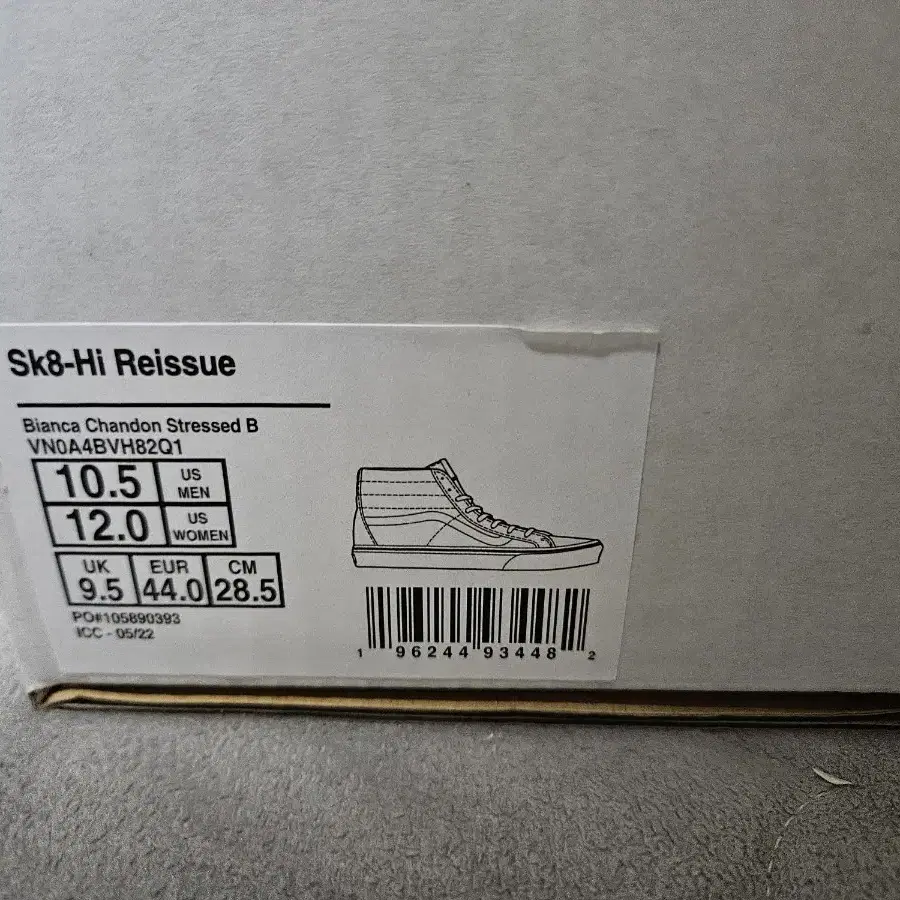 Sk8-Hi Reissue
Bianca Chandon Stressed B
VN0A4BVH82Q1
10.5 US MEN
12.0 US WOMEN
UK EUR CM
9.5 44.0 28.5
PO#105890393
ICC - 05/22
1 96244 93448 2